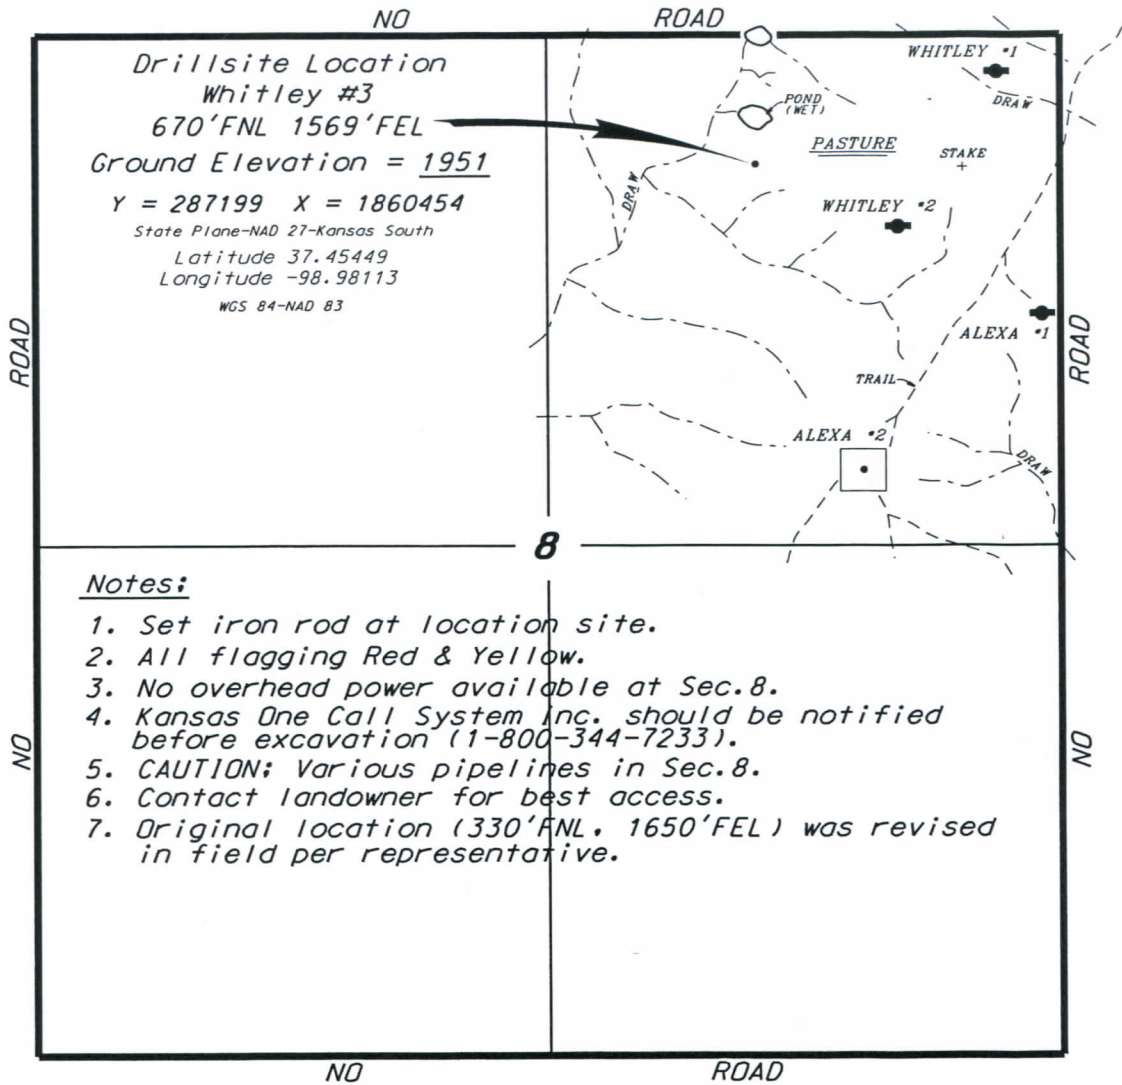 NO ROAD
Drillsite Location
Whitley #3
670'FNL 1569'FEL
Ground Elevation = 1951
Y = 287199 X = 1860454
State Plane-NAD 27-Kansas South
Latitude 37.45449
Longitude -98.98113
WGS 84-NAD 83
WHITLEY #1
DRAW
POND
(WET)
PASTURE
STAKE
DRAW
WHITLEY #2
ALEXA #1
TRAIL
ALEXA #2
DRAW
ROAD
ROAD
8
Notes:
1. Set iron rod at location site.
2. All flagging Red & Yellow.
3. No overhead power available at Sec.8.
4. Kansas One Call System Inc. should be notified
before excavation (1-800-344-7233).
5. CAUTION: Various pipelines in Sec.8.
6. Contact landowner for best access.
7. Original location (330'FNL, 1650'FEL) was revised
in field per representative.
NO
NO
NO ROAD